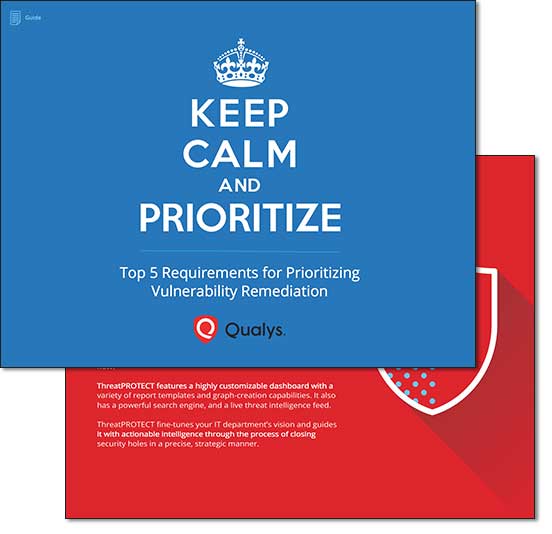 Guide
KEEP
CALM
AND
PRIORITIZE
Top 5 Requirements for Prioritizing
Vulnerability Remediation
Qualys.
ThreatPROTECT features a highly customizable dashboard with a
variety of report templates and graph-creation capabilities. It also
has a powerful search engine, and a live threat intelligence feed.
ThreatPROTECT fine-tunes your IT department's vision and guides
it with actionable intelligence through the process of closing
security holes in a precise, strategic manner.